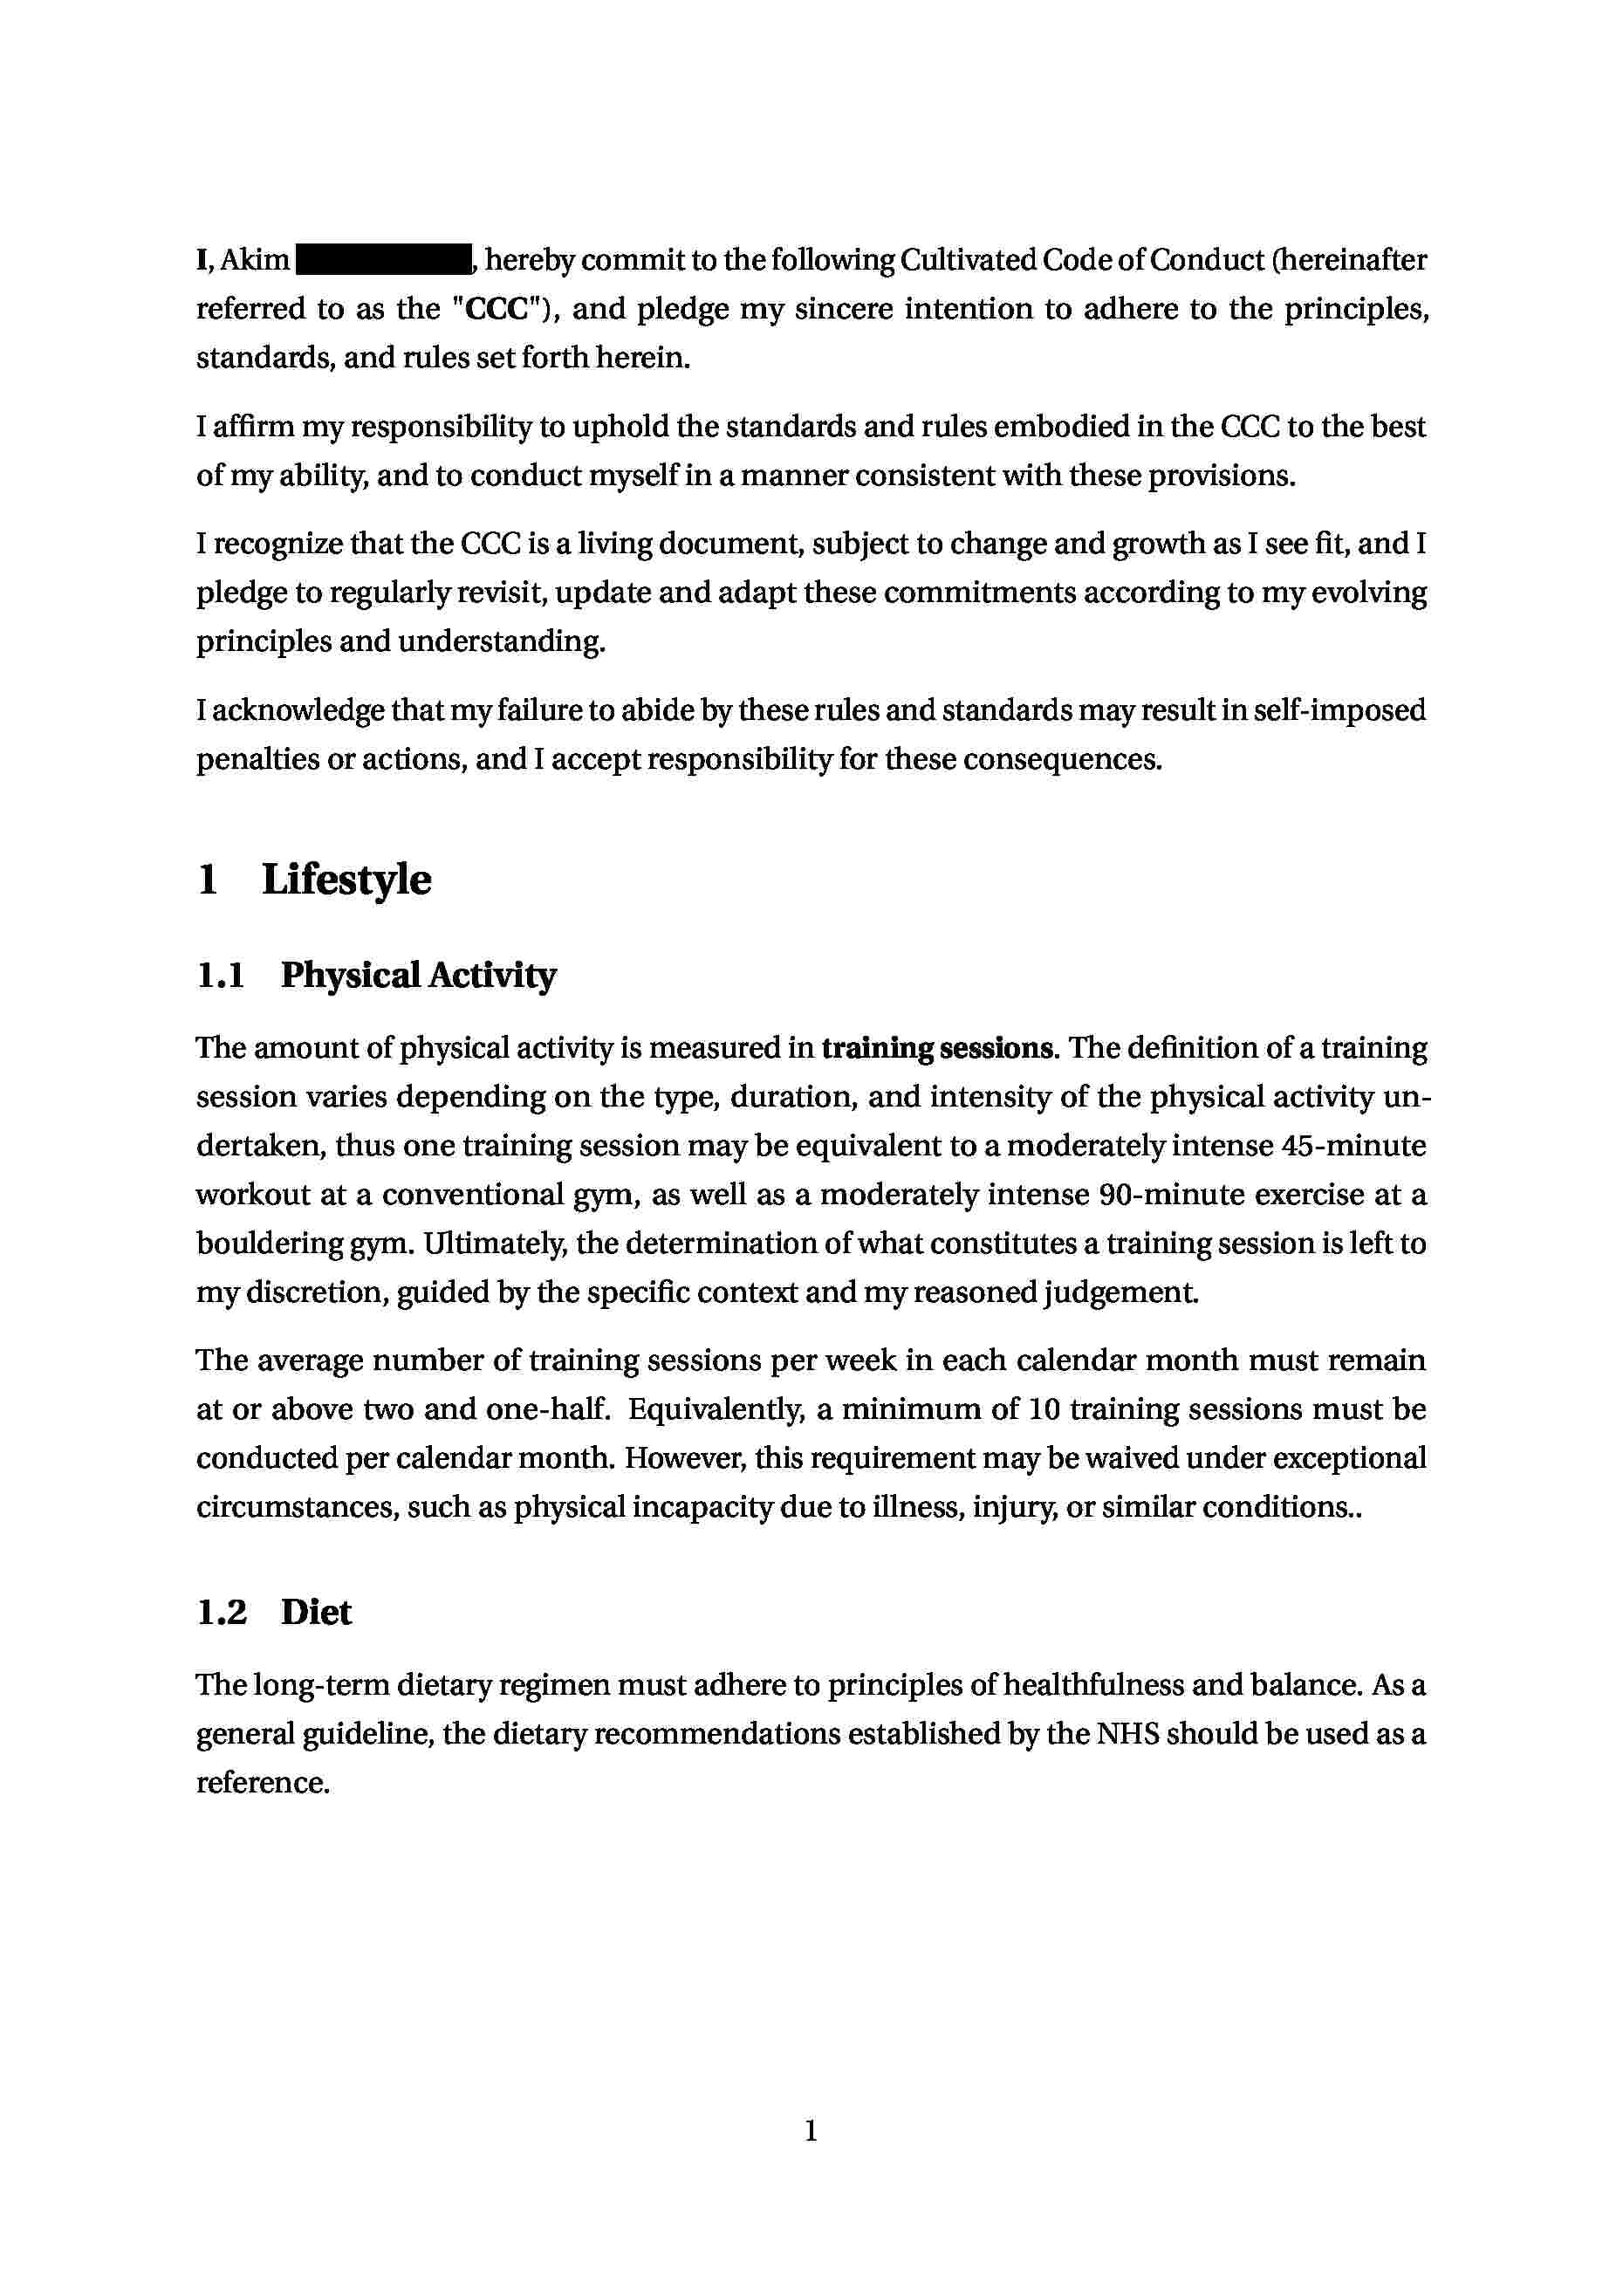 I, Akim , hereby commit to the following Cultivated Code of Conduct (hereinafter
referred to as the "CCC"), and pledge my sincere intention to adhere to the principles,
standards, and rules set forth herein.
I affirm my responsibility to uphold the standards and rules embodied in the CCC to the best
of my ability, and to conduct myself in a manner consistent with these provisions.
I recognize that the CCC is a living document, subject to change and growth as I see fit, and I
pledge to regularly revisit, update and adapt these commitments according to my evolving
principles and understanding.
I acknowledge that my failure to abide by these rules and standards may result in self-imposed
penalties or actions, and I accept responsibility for these consequences.
1 Lifestyle
1.1 Physical Activity
The amount of physical activity is measured in training sessions. The definition of a training
session varies depending on the type, duration, and intensity of the physical activity un-
dertaken, thus one training session may be equivalent to a moderately intense 45-minute
workout at a conventional gym, as well as a moderately intense 90-minute exercise at a
bouldering gym. Ultimately, the determination of what constitutes a training session is left to
my discretion, guided by the specific context and my reasoned judgement.
The average number of training sessions per week in each calendar month must remain
at or above two and one-half. Equivalently, a minimum of 10 training sessions must be
conducted per calendar month. However, this requirement may be waived under exceptional
circumstances, such as physical incapacity due to illness, injury, or similar conditions..
1.2 Diet
The long-term dietary regimen must adhere to principles of healthfulness and balance. As a
general guideline, the dietary recommendations established by the NHS should be used as a
reference.
1